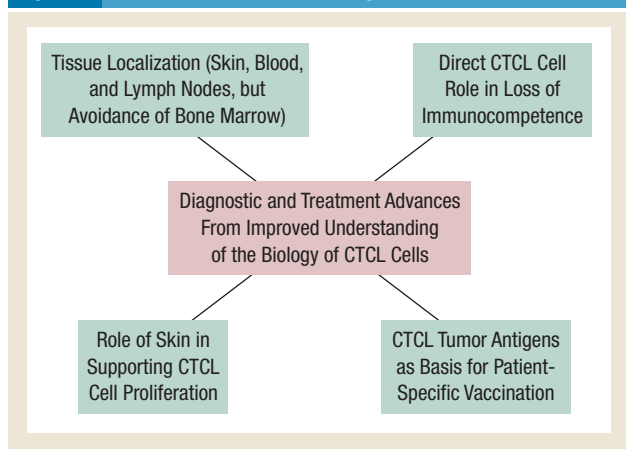 Tissue Localization (Skin, Blood,
and Lymph Nodes, but
Avoidance of Bone Marrow)
Direct CTCL Cell
Role in Loss of
Immunocompetence
Diagnostic and Treatment Advances
From Improved Understanding
of the Biology of CTCL Cells
Role of Skin in
Supporting CTCL
Cell Proliferation
CTCL Tumor Antigens
as Basis for Patient-
Specific Vaccination